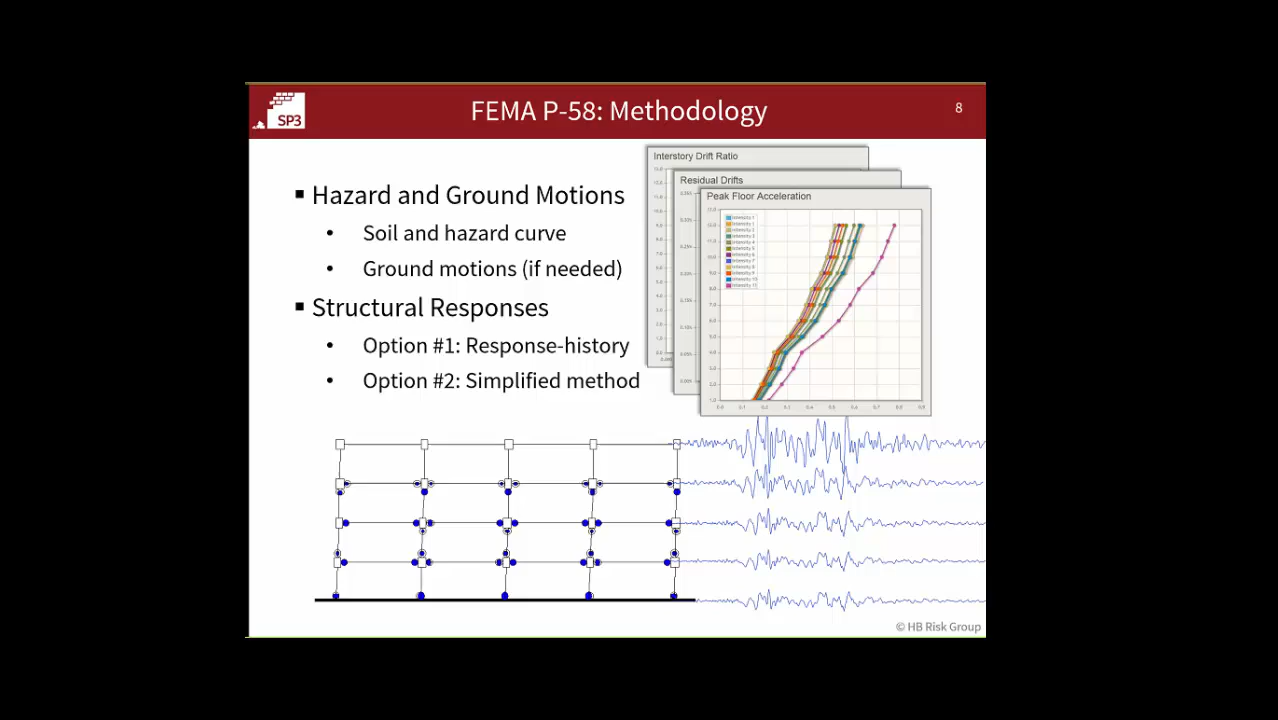 SP3
FEMA P-58: Methodology
8
▪ Hazard and Ground Motions
• Soil and hazard curve
• Ground motions (if needed)
▪ Structural Responses
• Option #1: Response-history
• Option #2: Simplified method
Interstory Drift Ratio
Residual Drifts
Peak Floor Acceleration
© HB Risk Group